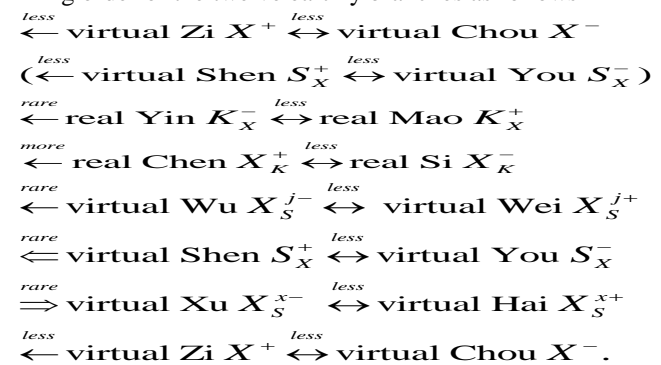 ←^{less} virtual Zi X^+ ↔^{less} virtual Chou X^-
(←^{less} virtual Shen S_X^+ ↔^{less} virtual You S_X^-)
←^{rare} real Yin K_X^- ↔^{less} real Mao K_X^+
←^{more} real Chen X_K^+ ↔^{less} real Si X_K^-
←^{rare} virtual Wu X_S^{j-} ↔^{less} virtual Wei X_S^{j+}
⇐^{rare} virtual Shen S_X^+ ↔^{less} virtual You S_X^-
⇒^{rare} virtual Xu X_S^{x-} ↔^{less} virtual Hai X_S^{x+}
←^{less} virtual Zi X^+ ↔^{less} virtual Chou X^-.